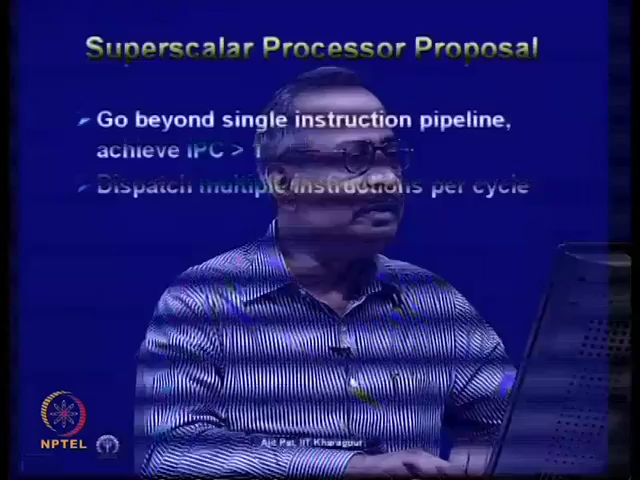 Superscalar Processor Proposal
Go beyond single instruction pipeline,
achieve IPC > 1
Dispatch multiple instructions per cycle
NPTEL
Ajit Pal, IIT Kharagpur